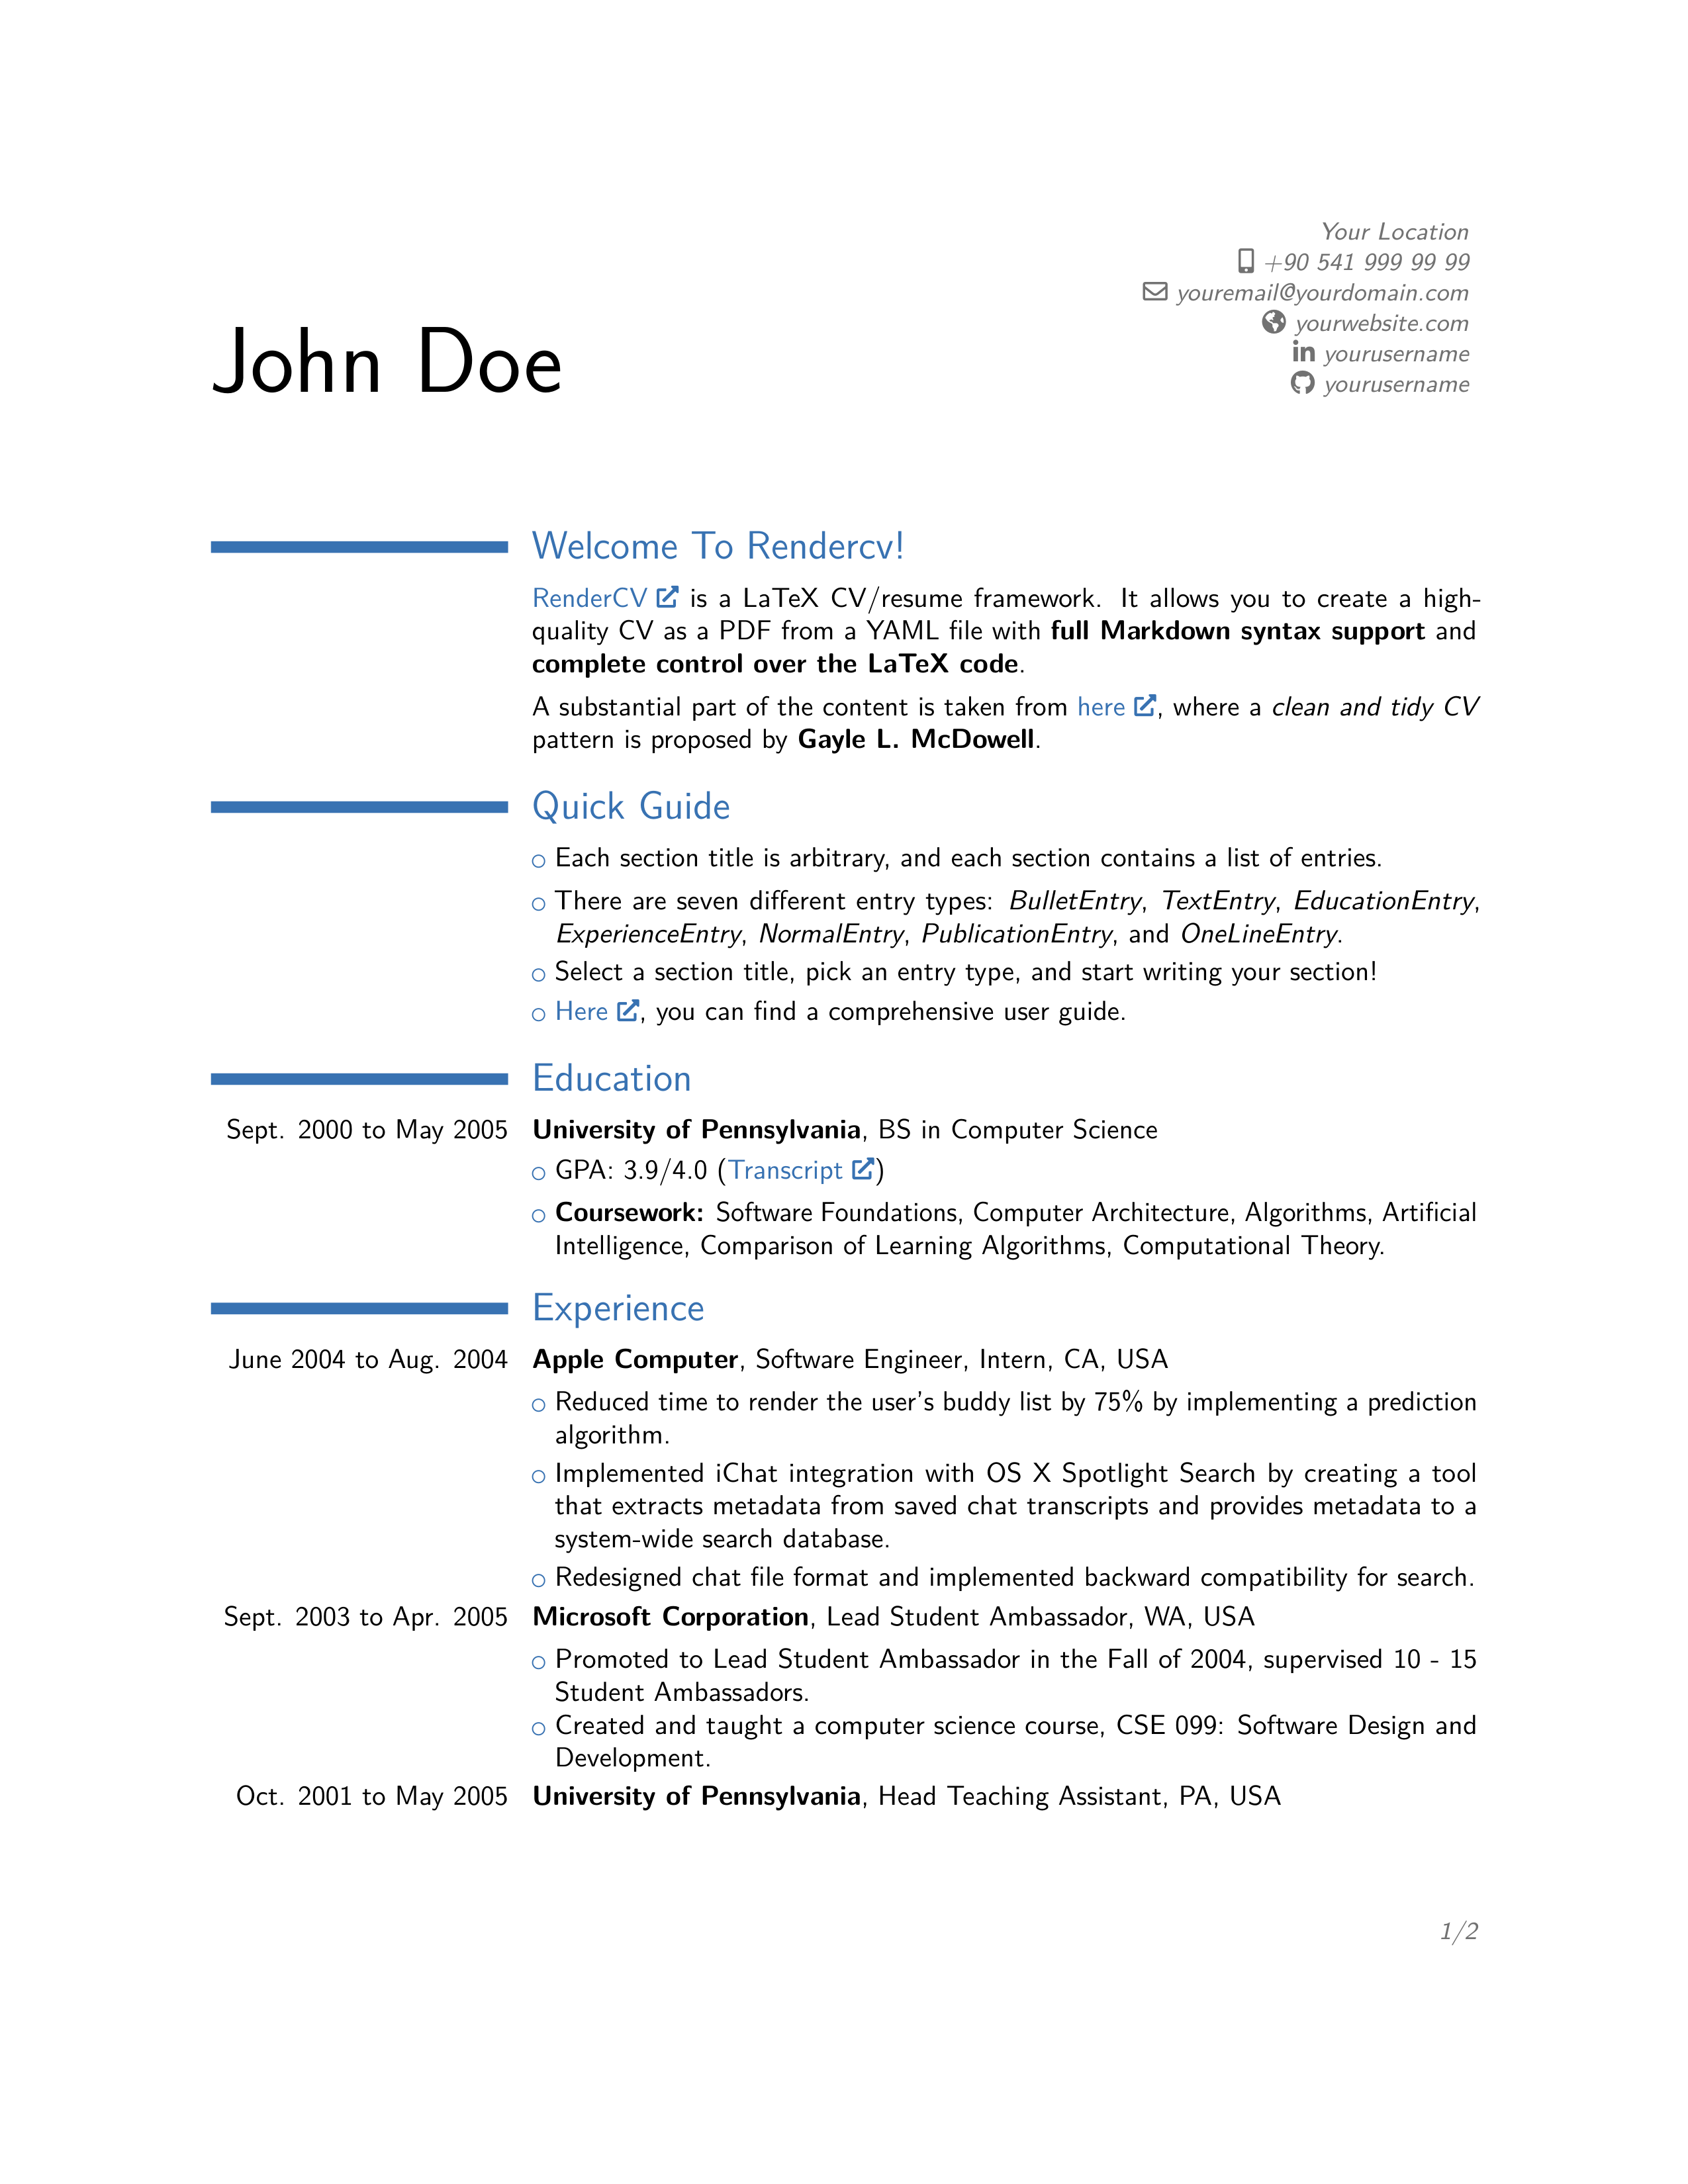 Your Location
+90 541 999 99 99
youremail@yourdomain.com
yourwebsite.com
yourusername
yourusername
John Doe
Welcome To Rendercv!
RenderCV is a LaTeX CV/resume framework. It allows you to create a high-
quality CV as a PDF from a YAML file with full Markdown syntax support and
complete control over the LaTeX code.
A substantial part of the content is taken from here, where a clean and tidy CV
pattern is proposed by Gayle L. McDowell.
Quick Guide
Each section title is arbitrary, and each section contains a list of entries.
There are seven different entry types: BulletEntry, TextEntry, EducationEntry,
ExperienceEntry, NormalEntry, PublicationEntry, and OneLineEntry.
Select a section title, pick an entry type, and start writing your section!
Here, you can find a comprehensive user guide.
Education
Sept. 2000 to May 2005 University of Pennsylvania, BS in Computer Science
GPA: 3.9/4.0 (Transcript)
Coursework: Software Foundations, Computer Architecture, Algorithms, Artificial
Intelligence, Comparison of Learning Algorithms, Computational Theory.
Experience
June 2004 to Aug. 2004 Apple Computer, Software Engineer, Intern, CA, USA
Reduced time to render the user's buddy list by 75% by implementing a prediction
algorithm.
Implemented iChat integration with OS X Spotlight Search by creating a tool
that extracts metadata from saved chat transcripts and provides metadata to a
system-wide search database.
Redesigned chat file format and implemented backward compatibility for search.
Sept. 2003 to Apr. 2005 Microsoft Corporation, Lead Student Ambassador, WA, USA
Promoted to Lead Student Ambassador in the Fall of 2004, supervised 10 - 15
Student Ambassadors.
Created and taught a computer science course, CSE 099: Software Design and
Development.
Oct. 2001 to May 2005 University of Pennsylvania, Head Teaching Assistant, PA, USA
1/2